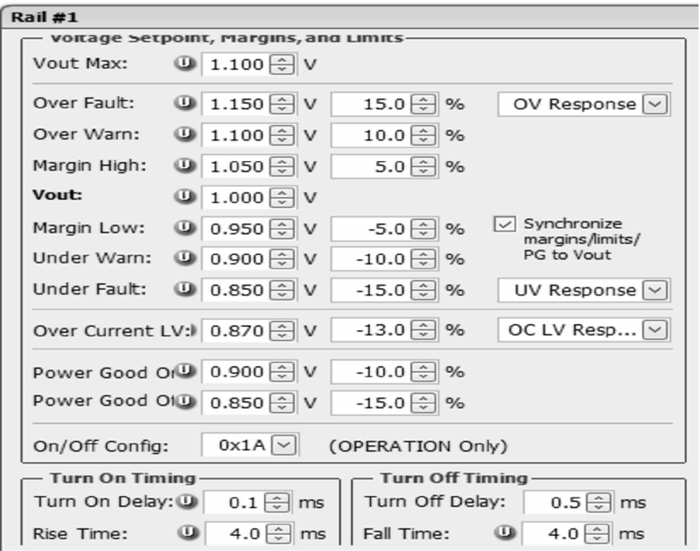 Rail #1
Voltage Setpoint, Margins, and Limits
Vout Max: 1.100 V
Over Fault: 1.150 V 15.0 % OV Response
Over Warn: 1.100 V 10.0 %
Margin High: 1.050 V 5.0 %
Vout: 1.000 V
Margin Low: 0.950 V -5.0 % Synchronize
margins/limits/
PG to Vout
Under Warn: 0.900 V -10.0 %
Under Fault: 0.850 V -15.0 % UV Response
Over Current LV: 0.870 V -13.0 % OC LV Resp...
Power Good O 0.900 V -10.0 %
Power Good O 0.850 V -15.0 %
On/Off Config: 0x1A (OPERATION Only)
Turn On Timing Turn Off Timing
Turn On Delay: 0.1 ms Turn Off Delay: 0.5 ms
Rise Time: 4.0 ms Fall Time: 4.0 ms